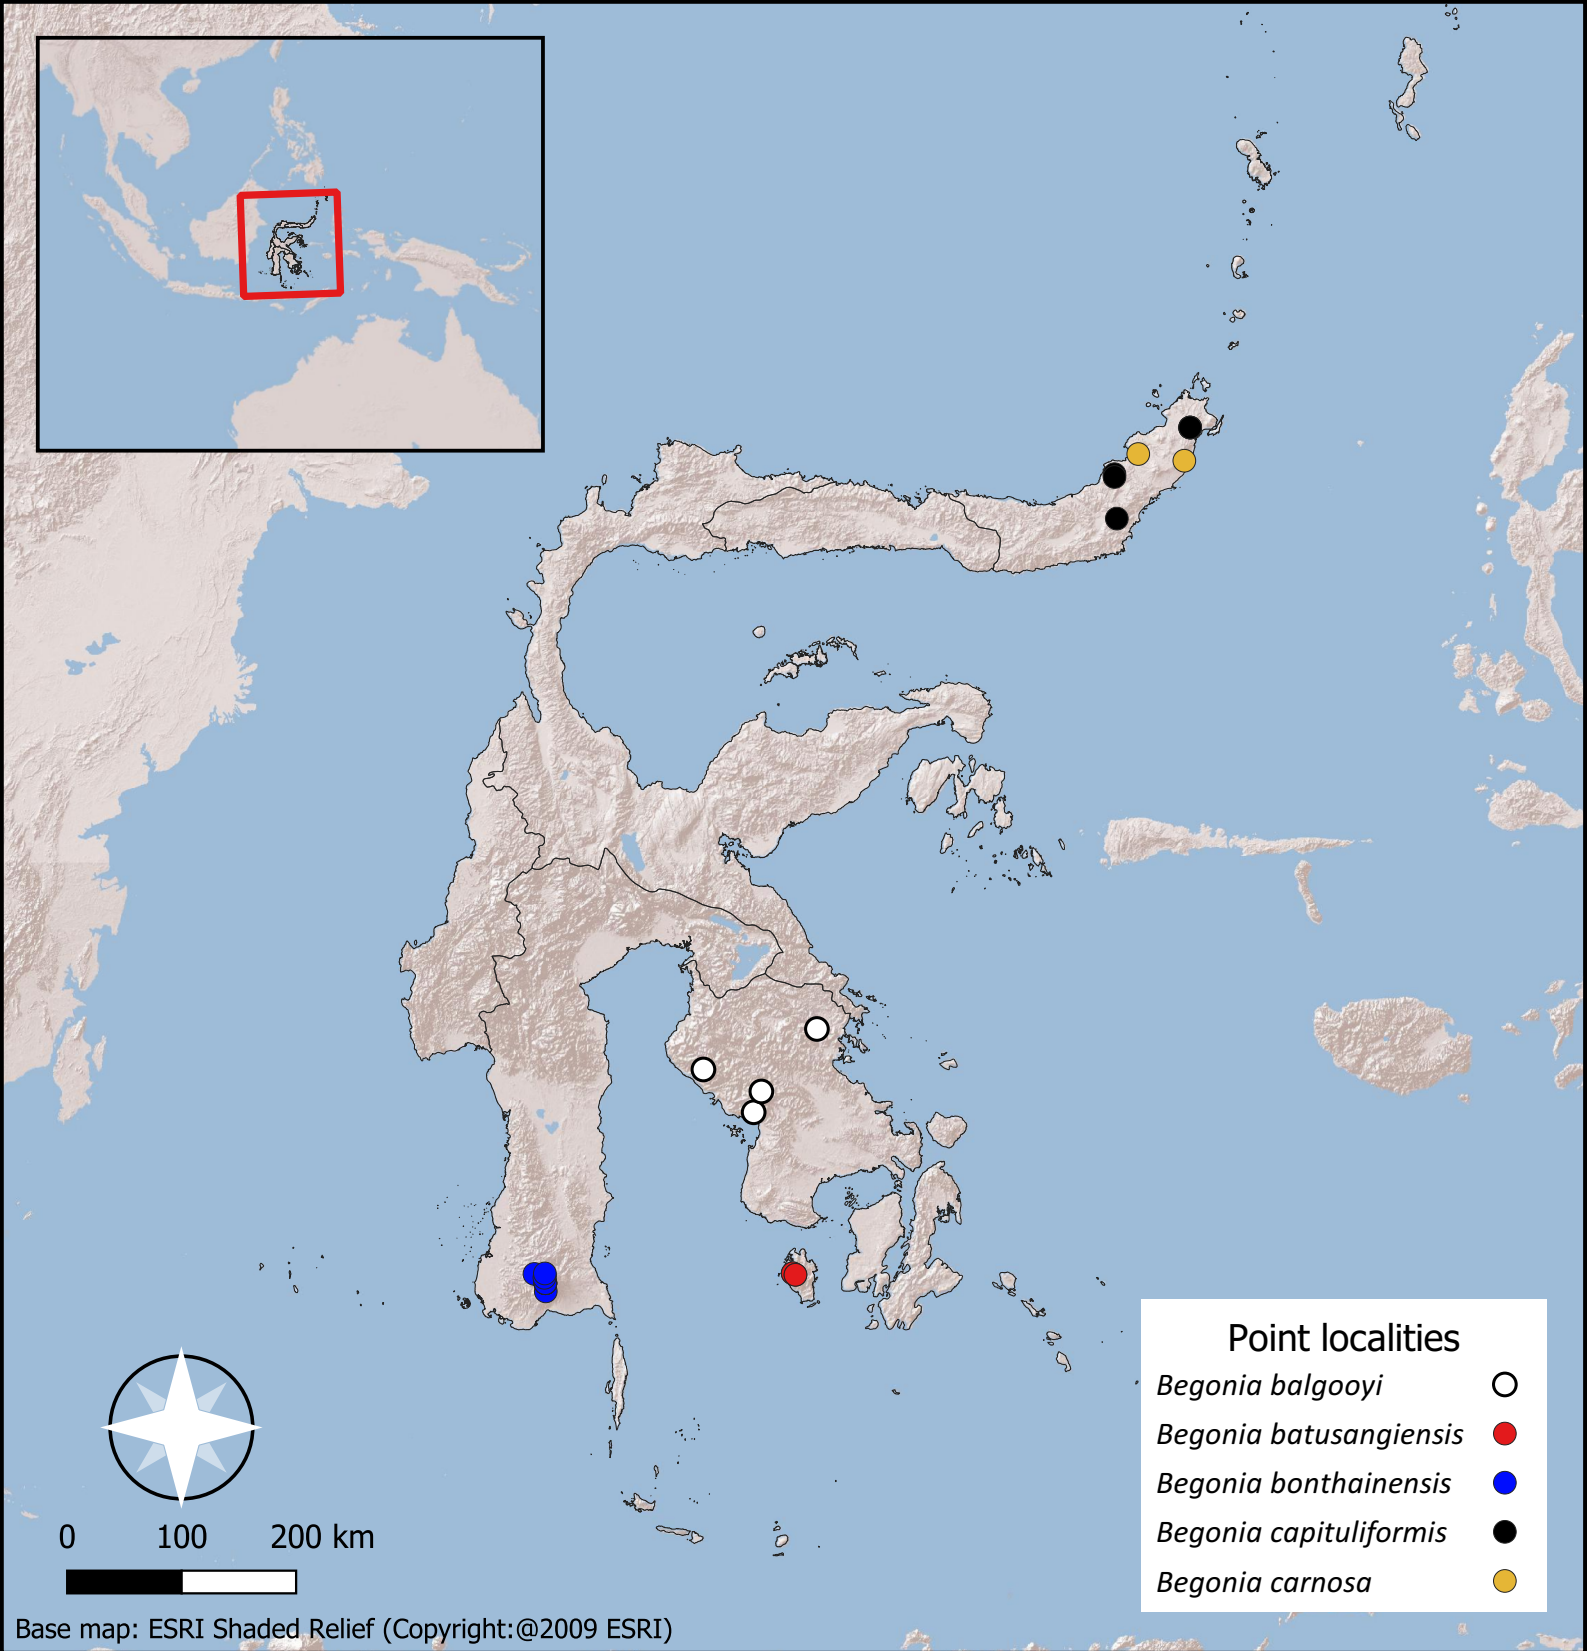 Point localities
Begonia balgooyi
Begonia batusangiensis
Begonia bonthainensis
Begonia capituliformis
Begonia carnosa
0 100 200 km
Base map: ESRI Shaded Relief (Copyright:@2009 ESRI)